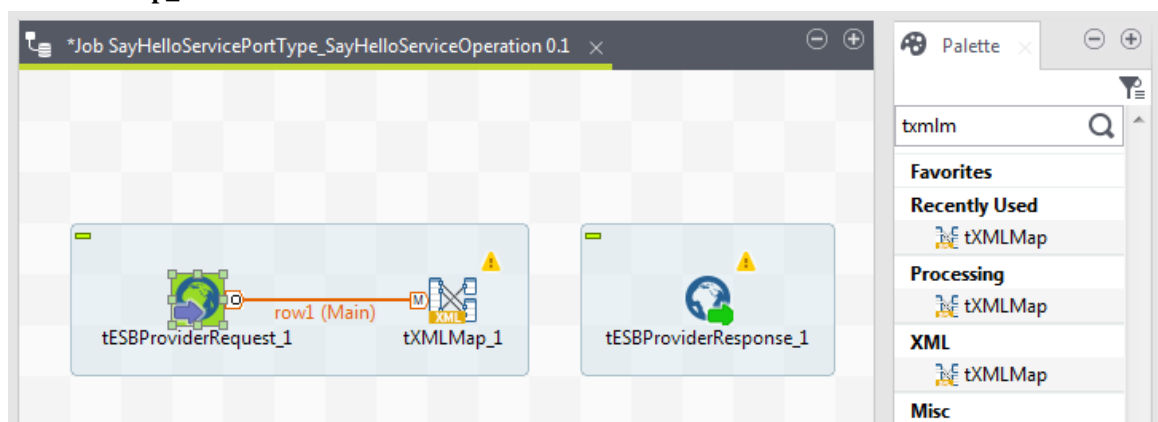 *Job SayHelloServicePortType_SayHelloServiceOperation 0.1
Palette
txmlm
Favorites
Recently Used
tXMLMap
Processing
tXMLMap
XML
tXMLMap
Misc
row1 (Main)
XML
tESBProviderRequest_1
tXMLMap_1
tESBProviderResponse_1